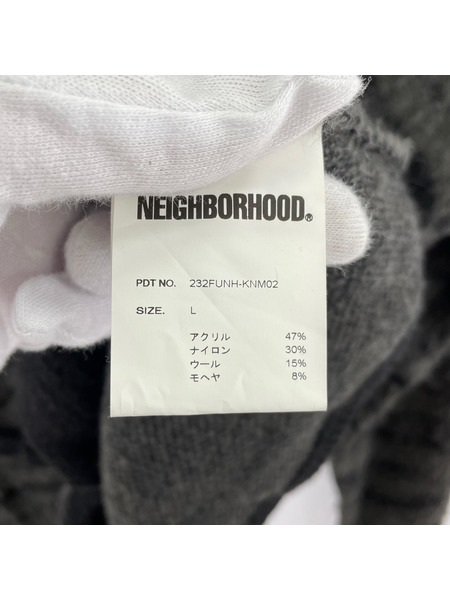 NEIGHBORHOOD®
PDT NO. 232FUNH-KNM02
SIZE. L
アクリル 47%
ナイロン 30%
ウール 15%
モヘヤ 8%